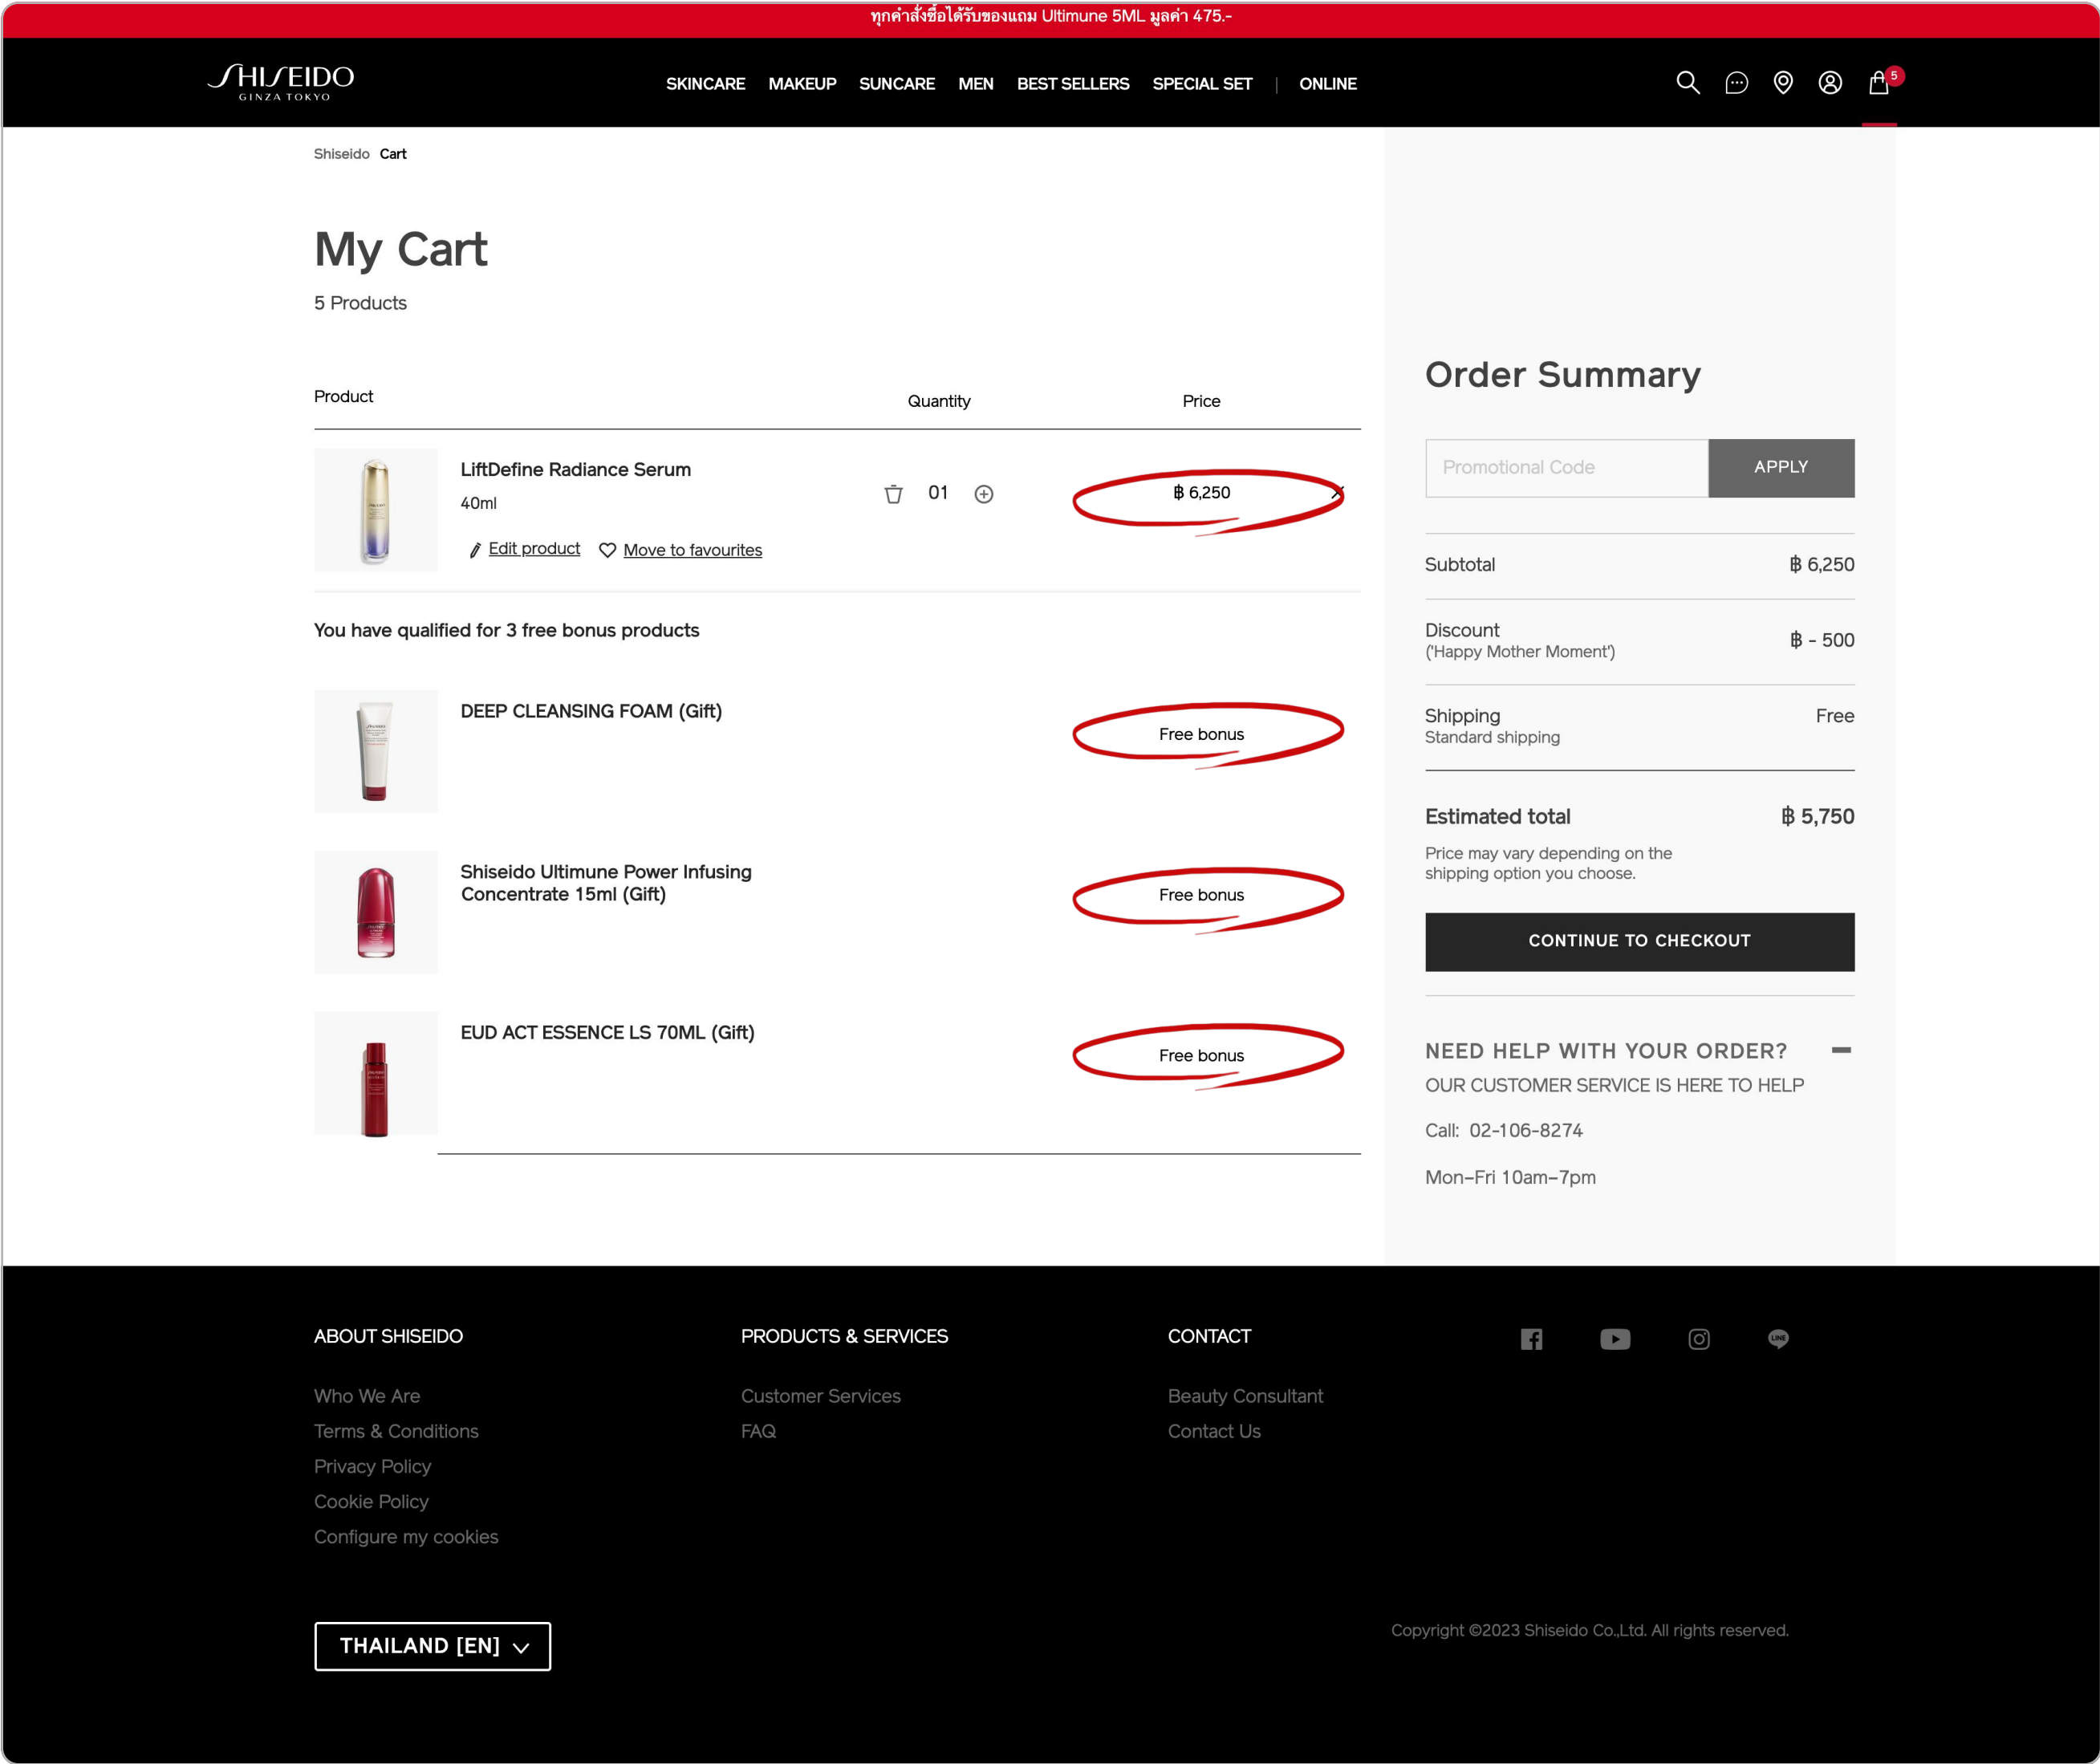 ทุกคำสั่งซื้อได้รับของแถม Ultimune 5ML มูลค่า 475.-
SHISEIDO
GINZA TOKYO
SKINCARE MAKEUP SUNCARE MEN BEST SELLERS SPECIAL SET | ONLINE
5
Shiseido Cart
My Cart
5 Products
Product Quantity Price
LiftDefine Radiance Serum
40ml
01
฿ 6,250
Edit product Move to favourites
You have qualified for 3 free bonus products
DEEP CLEANSING FOAM (Gift)
Free bonus
Shiseido Ultimune Power Infusing
Concentrate 15ml (Gift)
Free bonus
EUD ACT ESSENCE LS 70ML (Gift)
Free bonus
Order Summary
Promotional Code APPLY
Subtotal ฿ 6,250
Discount
('Happy Mother Moment')
฿ - 500
Shipping Free
Standard shipping
Estimated total ฿ 5,750
Price may vary depending on the
shipping option you choose.
CONTINUE TO CHECKOUT
NEED HELP WITH YOUR ORDER?
OUR CUSTOMER SERVICE IS HERE TO HELP
Call: 02-106-8274
Mon–Fri 10am–7pm
ABOUT SHISEIDO
Who We Are
Terms & Conditions
Privacy Policy
Cookie Policy
Configure my cookies
PRODUCTS & SERVICES
Customer Services
FAQ
CONTACT
Beauty Consultant
Contact Us
LINE
THAILAND [EN]
Copyright ©2023 Shiseido Co.,Ltd. All rights reserved.